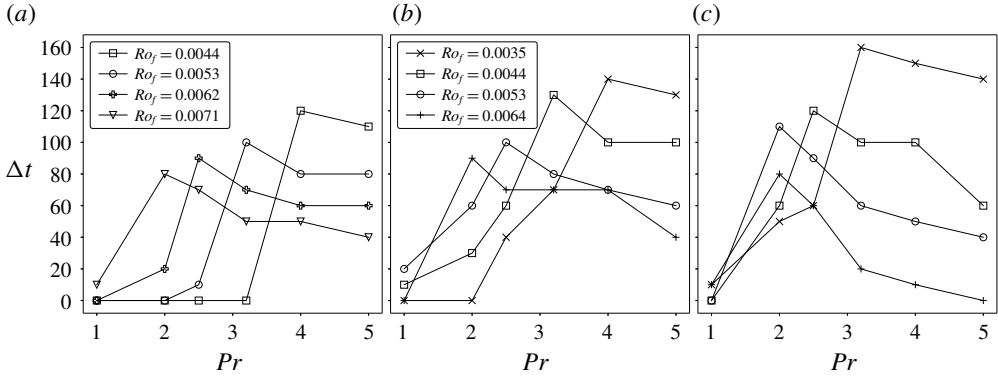 (a) (b) (c)
160
140
120
100
80
60
40
20
0
Δt
Ro_f = 0.0044
Ro_f = 0.0053
Ro_f = 0.0062
Ro_f = 0.0071
Ro_f = 0.0035
Ro_f = 0.0044
Ro_f = 0.0053
Ro_f = 0.0064
1 2 3 4 5 1 2 3 4 5 1 2 3 4 5
Pr Pr Pr